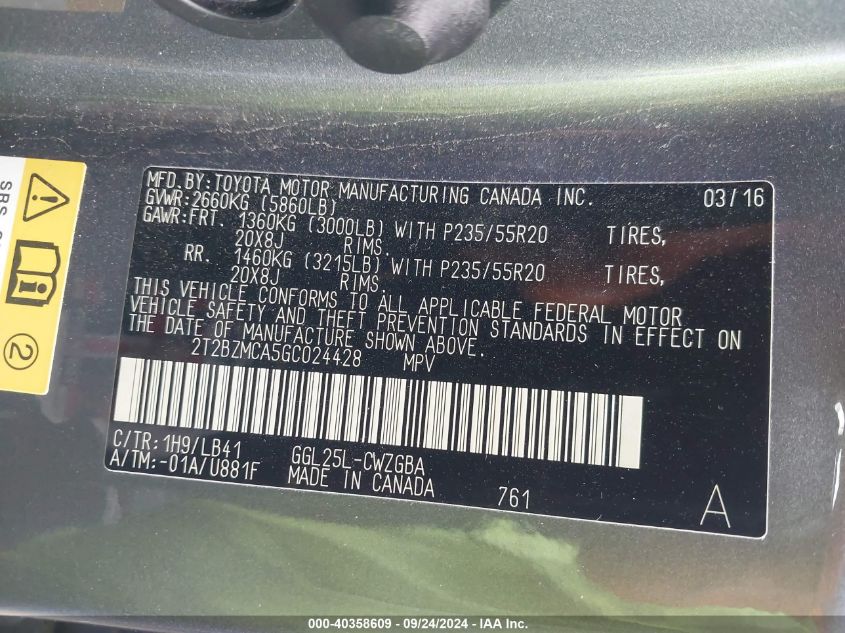 MFD.BY:TOYOTA MOTOR MANUFACTURING CANADA INC. 03/16
GVWR:2660KG (5860LB)
GAWR:FRT. 1360KG (3000LB) WITH P235/55R20 TIRES,
20X8J RIMS.
RR. 1460KG (3215LB) WITH P235/55R20 TIRES,
20X8J RIMS.
THIS VEHICLE CONFORMS TO ALL APPLICABLE FEDERAL MOTOR
VEHICLE SAFETY AND THEFT PREVENTION STANDARDS IN EFFECT ON
THE DATE OF MANUFACTURE SHOWN ABOVE.
2T2BZMCA5GC024428 MPV
C/TR:1H9/LB41 GGL25L-CWZGBA
A/TM:-01A/U881F MADE IN CANADA 761 A
SRS
2
000-40358609 / 09/24/2024 / IAA, Inc.